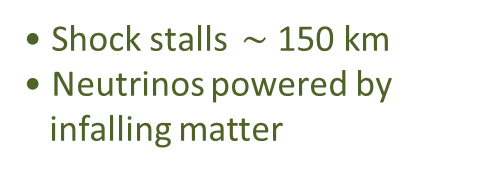 • Shock stalls ~ 150 km
• Neutrinos powered by
infalling matter